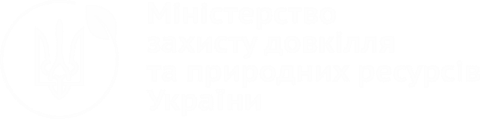 Міністерство
захисту довкілля
та природних ресурсів
України